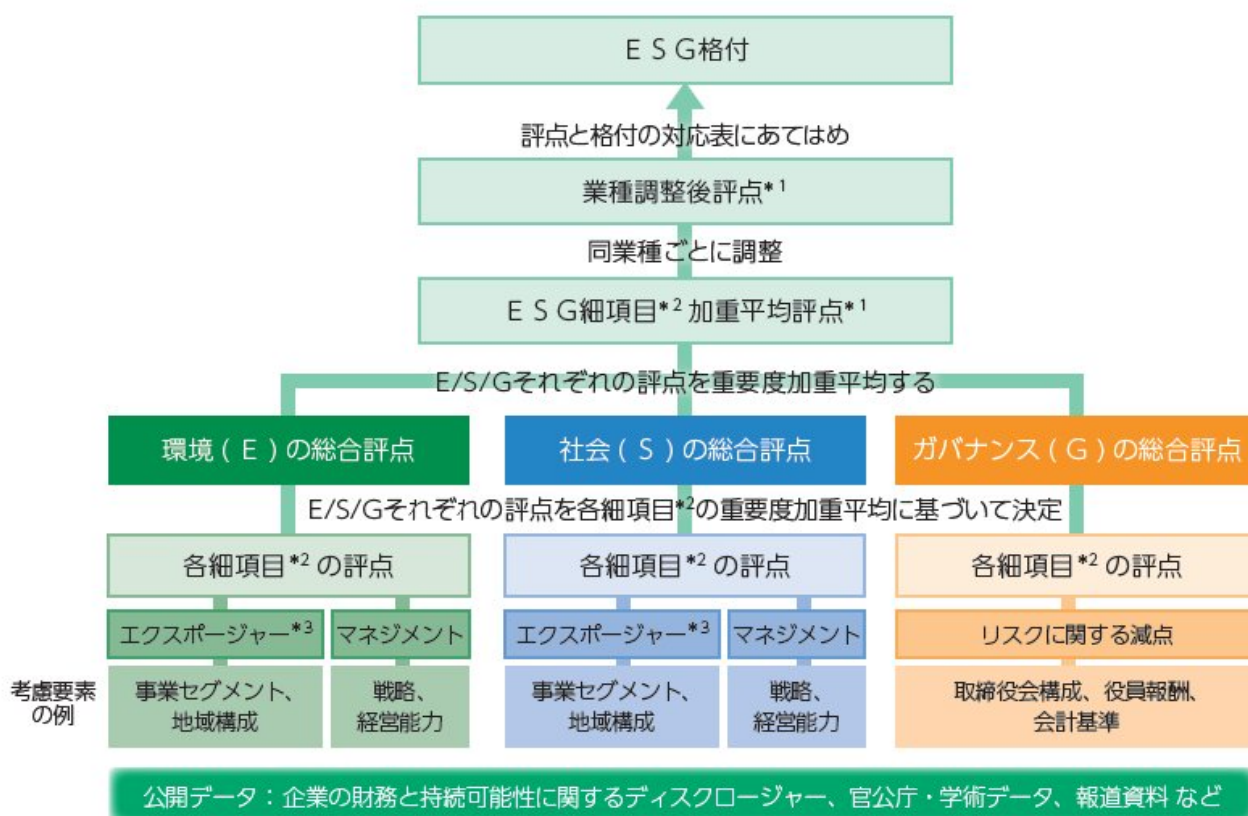 ＥＳＧ格付
評点と格付の対応表にあてはめ
業種調整後評点*1
同業種ごとに調整
ＥＳＧ細項目*2 加重平均評点*1
E/S/Gそれぞれの評点を重要度加重平均する
環境(Ｅ)の総合評点
社会(Ｓ)の総合評点
ガバナンス(Ｇ)の総合評点
E/S/Gそれぞれの評点を各細項目*2の重要度加重平均に基づいて決定
各細項目*2 の評点
各細項目*2 の評点
各細項目*2 の評点
エクスポージャー*3
マネジメント
エクスポージャー*3
マネジメント
リスクに関する減点
考慮要素
の例
事業セグメント、
地域構成
戦略、
経営能力
事業セグメント、
地域構成
戦略、
経営能力
取締役会構成、役員報酬、
会計基準
公開データ：企業の財務と持続可能性に関するディスクロージャー、官公庁・学術データ、報道資料 など